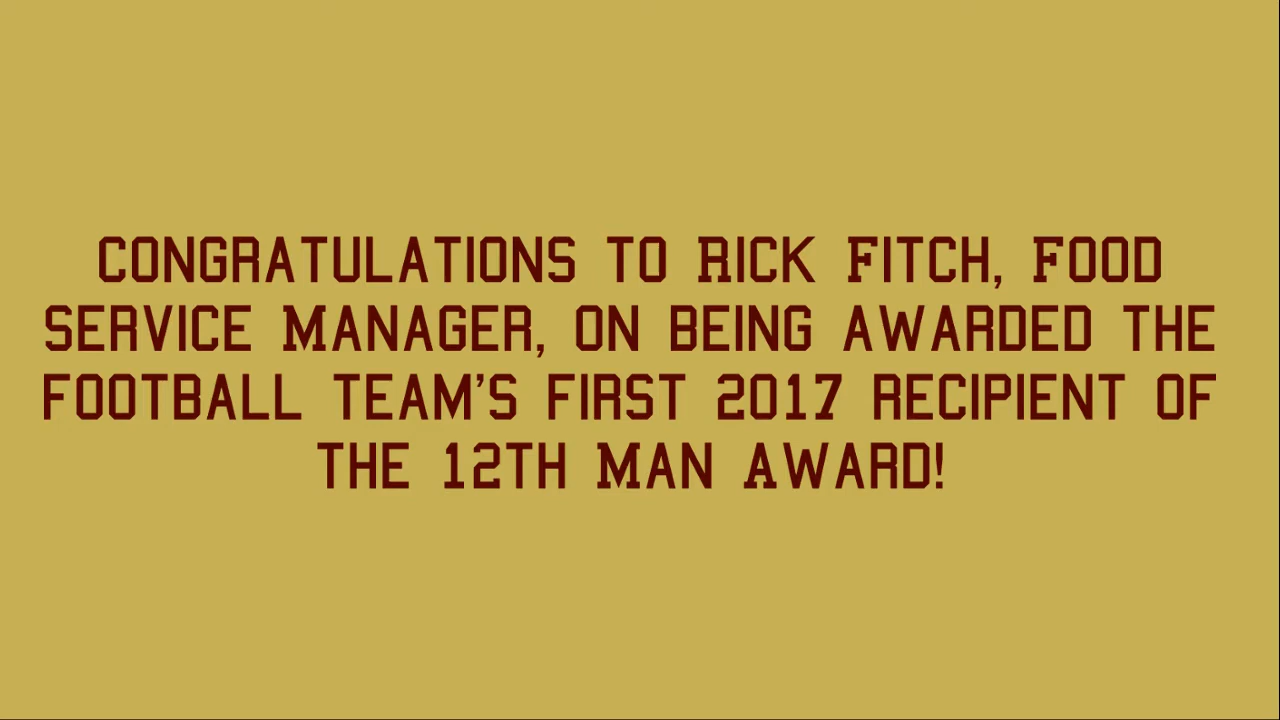 Congratulations to Rick Fitch, Food
Service Manager, on being awarded the
football team's first 2017 recipient of
the 12th Man Award!